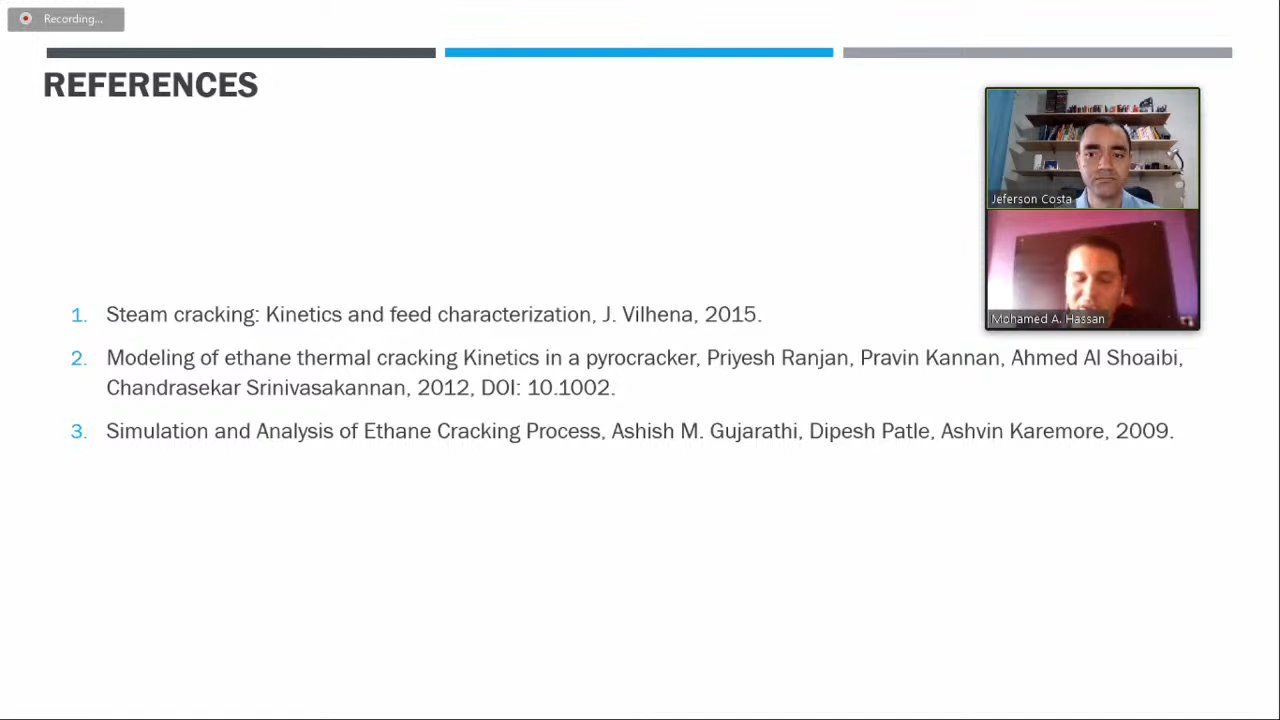 Recording...
REFERENCES
Jeferson Costa
Mohamed A. Hassan
1. Steam cracking: Kinetics and feed characterization, J. Vilhena, 2015.
2. Modeling of ethane thermal cracking Kinetics in a pyrocracker, Priyesh Ranjan, Pravin Kannan, Ahmed Al Shoaibi,
Chandrasekar Srinivasakannan, 2012, DOI: 10.1002.
3. Simulation and Analysis of Ethane Cracking Process, Ashish M. Gujarathi, Dipesh Patle, Ashvin Karemore, 2009.